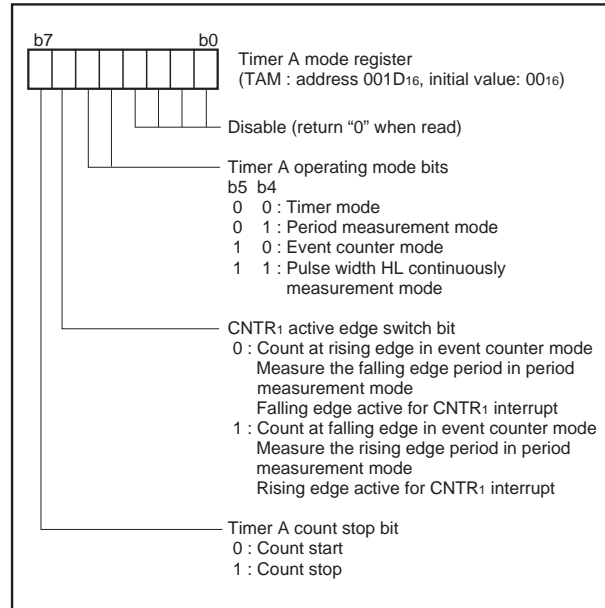 b7 b0
Timer A mode register
(TAM : address 001D16, initial value: 0016)
Disable (return “0” when read)
Timer A operating mode bits
b5 b4
0 0 : Timer mode
0 1 : Period measurement mode
1 0 : Event counter mode
1 1 : Pulse width HL continuously
measurement mode
CNTR1 active edge switch bit
0 : Count at rising edge in event counter mode
Measure the falling edge period in period
measurement mode
Falling edge active for CNTR1 interrupt
1 : Count at falling edge in event counter mode
Measure the rising edge period in period
measurement mode
Rising edge active for CNTR1 interrupt
Timer A count stop bit
0 : Count start
1 : Count stop